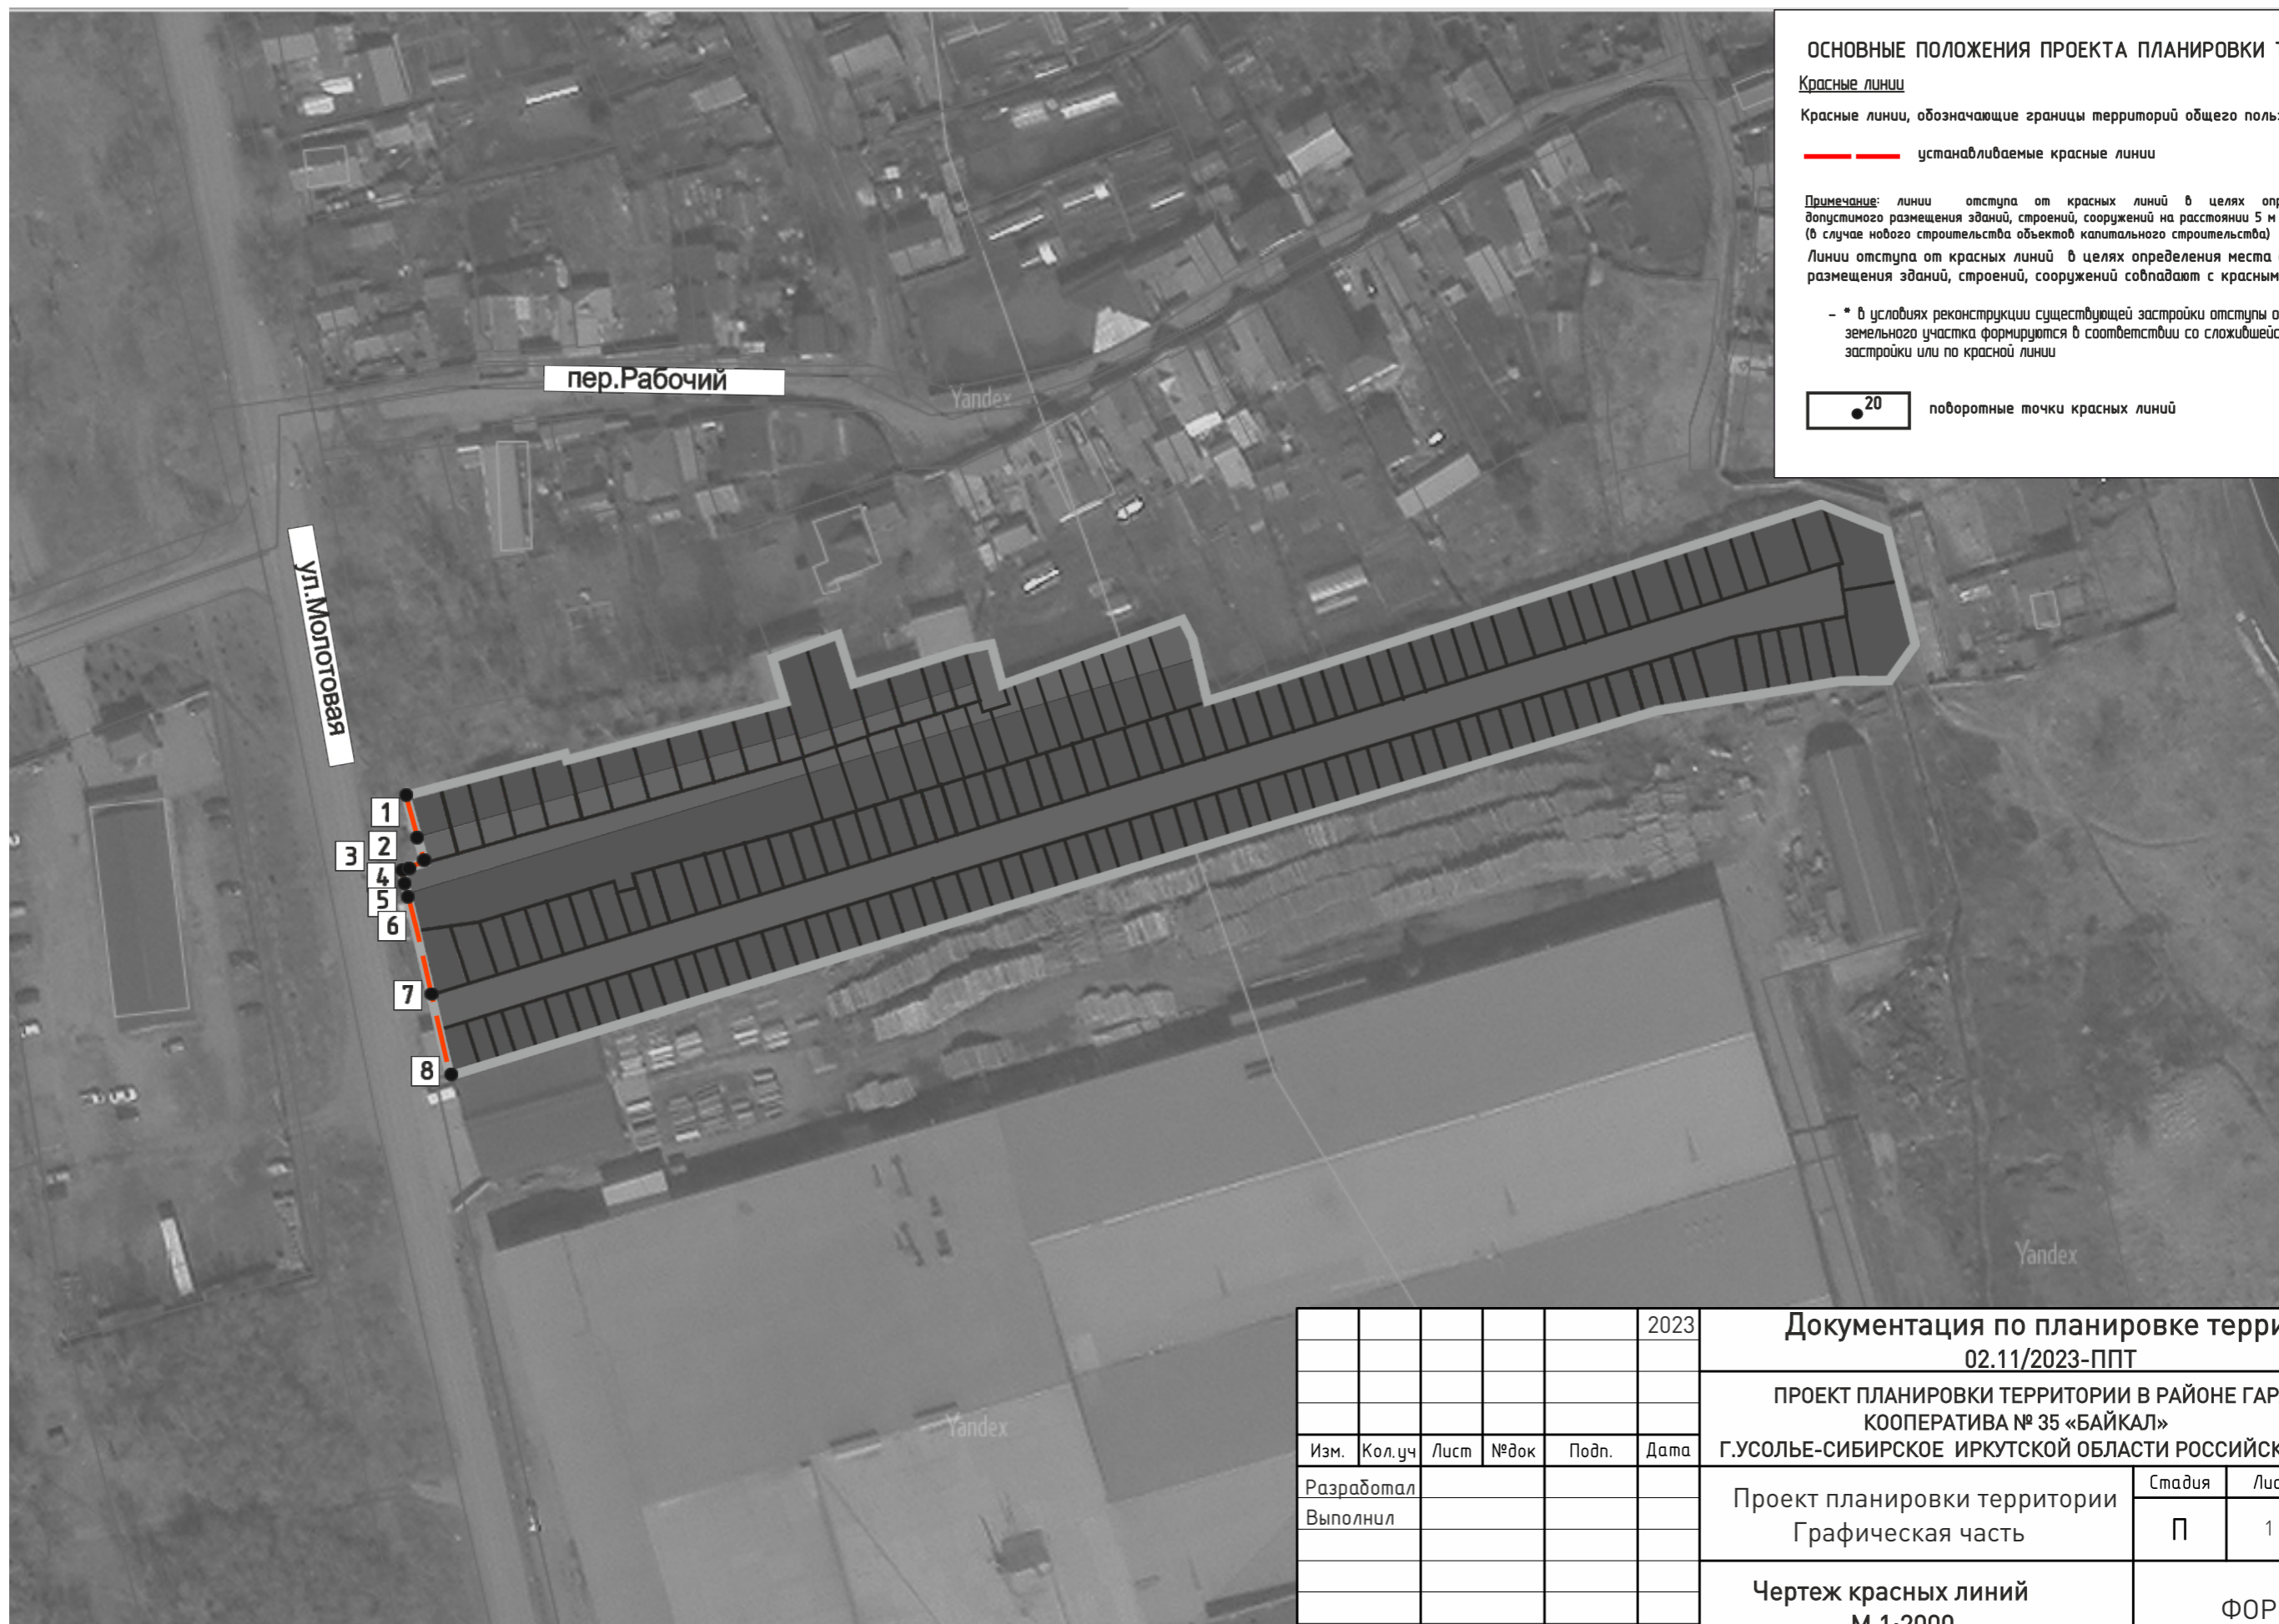 ОСНОВНЫЕ ПОЛОЖЕНИЯ ПРОЕКТА ПЛАНИРОВКИ
Красные линии
Красные линии, обозначающие границы территорий общего
устанавливаемые красные линии
Примечание: линии отступа от красных линий в целях
допустимого размещения зданий, строений, сооружений на расстоянии 5 м
(в случае нового строительства объектов капитального строительства)
Линии отступа от красных линий в целях определения места
размещения зданий, строений, сооружений совпадают с
- * в условиях реконструкции существующей застройки отступы
земельного участка формируются в соответствии со
застройки или по красной линии
20 поворотные точки красных линий
пер.Рабочий
Yandex
ул.Молотовая
1
2
3
4
5
6
7
8
Yandex
Yandex
2023
Документация по планировке
02.11/2023-ППТ
ПРОЕКТ ПЛАНИРОВКИ ТЕРРИТОРИИ В РАЙОНЕ
КООПЕРАТИВА № 35 «БАЙКАЛ»
Г.УСОЛЬЕ-СИБИРСКОЕ ИРКУТСКОЙ ОБЛАСТИ
Изм. Кол.уч Лист №док Подп. Дата
Разработал
Выполнил
Проект планировки территории
Графическая часть
Стадия
П 1
Чертеж красных линий
М 1:2000